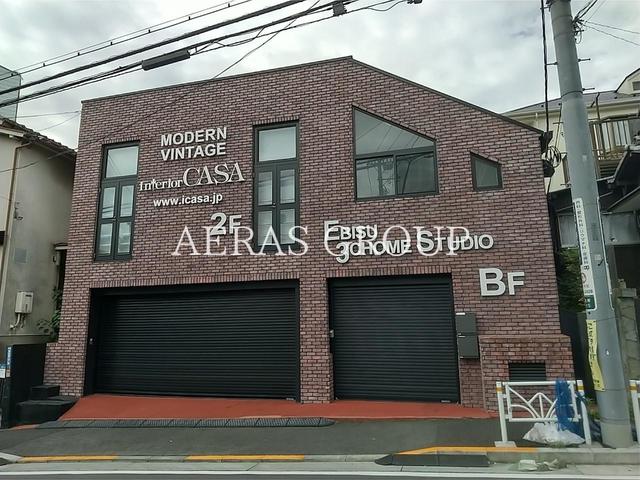 MODERN
VINTAGE
Interior CASA
www.icasa.jp
2F
EBISU STUDIO
3CHOME
BF
AERAS GROUP